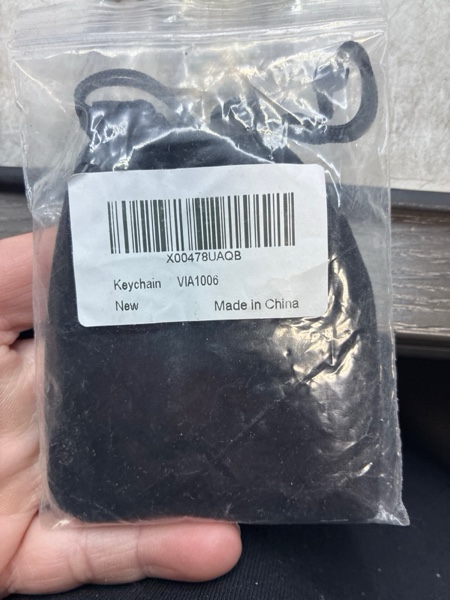 X00478UAQB
Keychain VIA1006
New Made in China